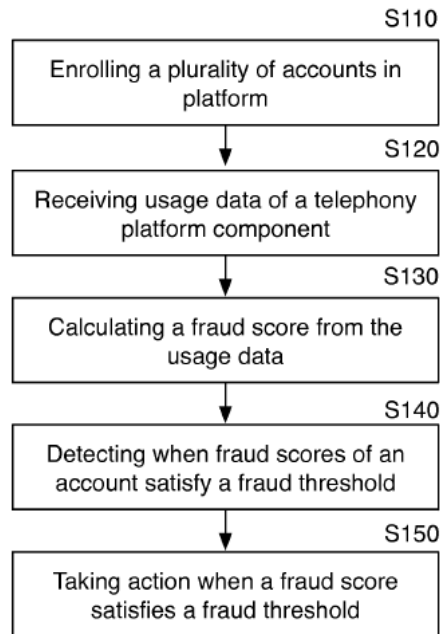 S110
Enrolling a plurality of accounts in
platform
S120
Receiving usage data of a telephony
platform component
S130
Calculating a fraud score from the
usage data
S140
Detecting when fraud scores of an
account satisfy a fraud threshold
S150
Taking action when a fraud score
satisfies a fraud threshold